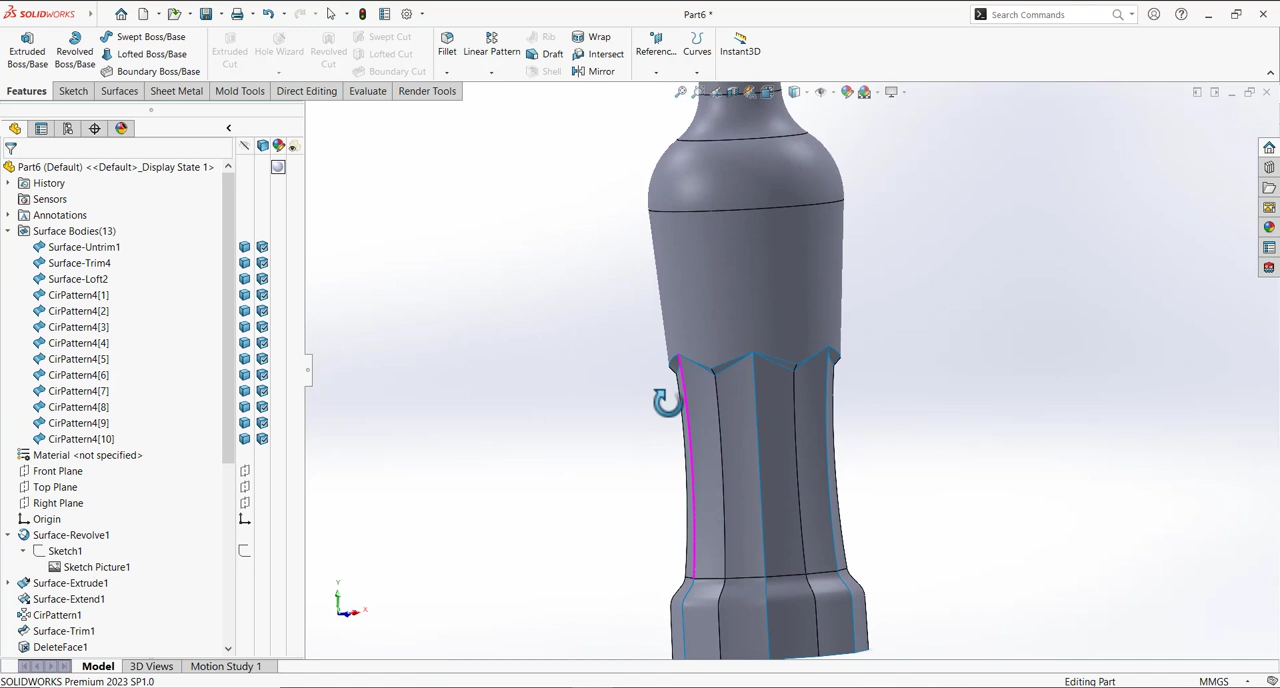 SOLIDWORKS
Part6 *
Search Commands
Extruded Boss/Base
Revolved Boss/Base
Swept Boss/Base
Lofted Boss/Base
Boundary Boss/Base
Extruded Cut
Hole Wizard
Revolved Cut
Swept Cut
Lofted Cut
Boundary Cut
Fillet
Linear Pattern
Rib
Draft
Shell
Wrap
Intersect
Mirror
Referenc...
Curves
Instant3D
Features
Sketch
Surfaces
Sheet Metal
Mold Tools
Direct Editing
Evaluate
Render Tools
Part6 (Default) <<Default>_Display State 1>
History
Sensors
Annotations
Surface Bodies(13)
Surface-Untrim1
Surface-Trim4
Surface-Loft2
CirPattern4[1]
CirPattern4[2]
CirPattern4[3]
CirPattern4[4]
CirPattern4[5]
CirPattern4[6]
CirPattern4[7]
CirPattern4[8]
CirPattern4[9]
CirPattern4[10]
Material <not specified>
Front Plane
Top Plane
Right Plane
Origin
Surface-Revolve1
Sketch1
Sketch Picture1
Surface-Extrude1
Surface-Extend1
CirPattern1
Surface-Trim1
DeleteFace1
Y
X
Model
3D Views
Motion Study 1
SOLIDWORKS Premium 2023 SP1.0
Editing Part
MMGS